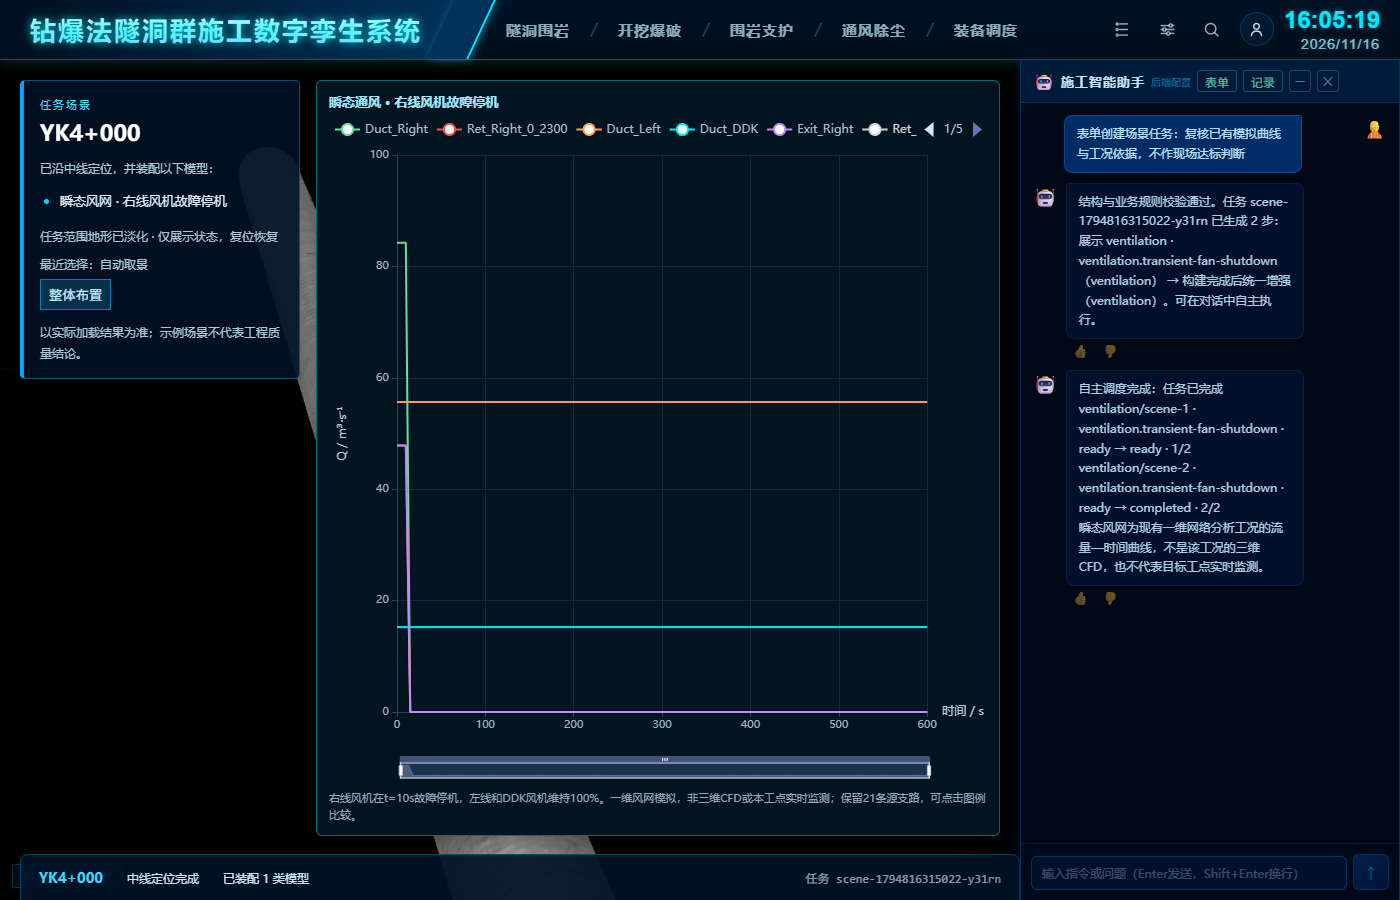 钻爆法隧洞群施工数字孪生系统
隧洞围岩 / 开挖爆破 / 围岩支护 / 通风除尘 / 装备调度
16:05:19
2026/11/16
任务场景
YK4+000
已沿中线定位，并装配以下模型：
• 瞬态风网 · 右线风机故障停机
任务范围地形已淡化 · 仅展示状态，复位恢复
最近选择：自动取景
整体布置
以实际加载结果为准；示例场景不代表工程质
量结论。
瞬态通风 • 右线风机故障停机
Duct_Right Ret_Right_0_2300 Duct_Left Duct_DDK Exit_Right Ret_ 1/5
100
80
60
40
20
0
Q / m³·s⁻¹
0 100 200 300 400 500 600
时间 / s
右线风机在t=10s故障停机，左线和DDK风机维持100%。一维风网模拟，非三维CFD或本工点实时监测；保留21条源支路，可点击图例
比较。
YK4+000 中线定位完成 已装配 1 类模型
任务 scene-1794816315022-y31rn
施工智能助手 后端配置 表单 记录
表单创建场景任务：复核已有模拟曲线
与工况依据，不作现场达标判断
结构与业务规则校验通过。任务 scene-
1794816315022-y31rn 已生成 2 步：
展示 ventilation ·
ventilation.transient-fan-shutdown
（ventilation） → 构建完成后统一增强
（ventilation）。可在对话中自主执
行。
自主调度完成：任务已完成
ventilation/scene-1 ·
ventilation.transient-fan-shutdown ·
ready → ready · 1/2
ventilation/scene-2 ·
ventilation.transient-fan-shutdown ·
ready → completed · 2/2
瞬态风网为现有一维网络分析工况的流
量—时间曲线，不是该工况的三维
CFD，也不代表目标工点实时监测。
输入指令或问题（Enter发送，Shift+Enter换行）